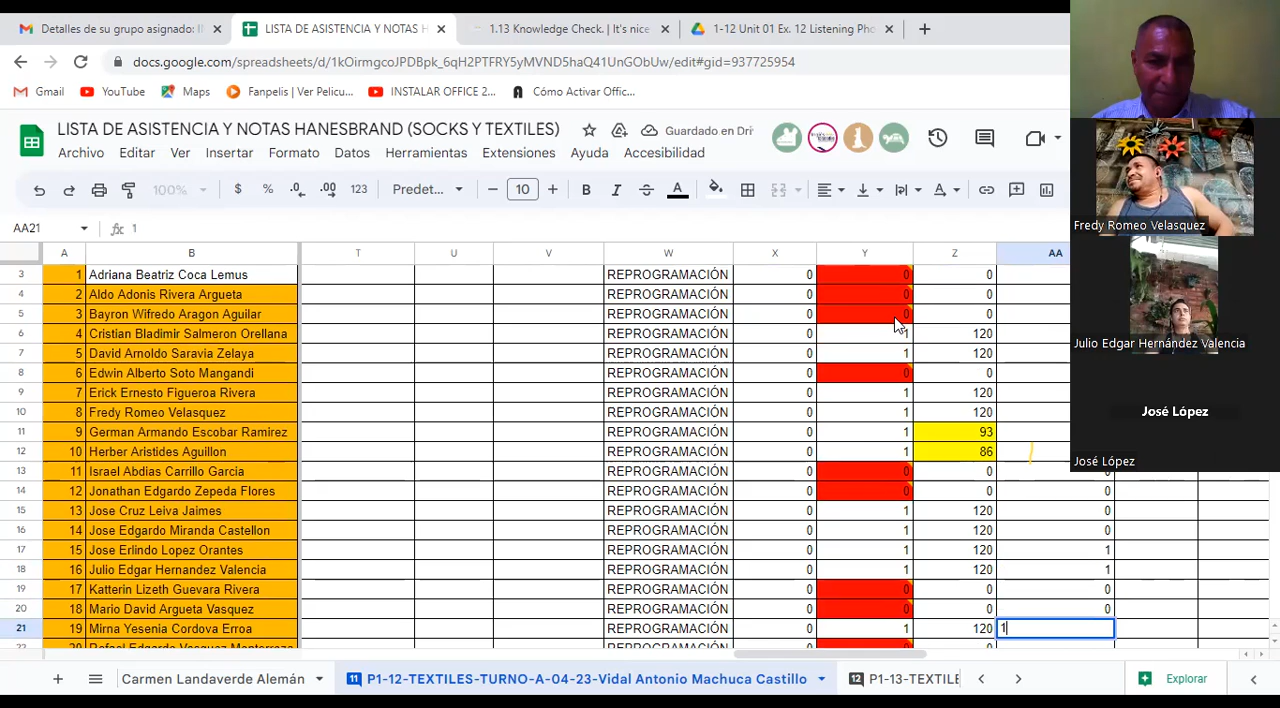 Detalles de su grupo asignado: I
LISTA DE ASISTENCIA Y NOTAS H
1.13 Knowledge Check. | It's nice
1-12 Unit 01 Ex. 12 Listening Pho
docs.google.com/spreadsheets/d/1kOirmgcoJPDBpk_6qH2PTFRY5yMVND5haQ41UnGObUw/edit#gid=937725954
Gmail YouTube Maps Fanpelis | Ver Pelicu... INSTALAR OFFICE 2... Cómo Activar Offic...
LISTA DE ASISTENCIA Y NOTAS HANESBRAND (SOCKS Y TEXTILES) Guardado en Dri
Archivo Editar Ver Insertar Formato Datos Herramientas Extensiones Ayuda Accesibilidad
100% $ % .0 .00 123 Predet... 10 B I A
AA21 fx 1
A B T U V W X Y Z AA
3 1 Adriana Beatriz Coca Lemus REPROGRAMACIÓN 0 0 0
4 2 Aldo Adonis Rivera Argueta REPROGRAMACIÓN 0 0 0
5 3 Bayron Wifredo Aragon Aguilar REPROGRAMACIÓN 0 0 0
6 4 Cristian Bladimir Salmeron Orellana REPROGRAMACIÓN 0 1 120
7 5 David Arnoldo Saravia Zelaya REPROGRAMACIÓN 0 1 120
8 6 Edwin Alberto Soto Mangandi REPROGRAMACIÓN 0 0 0
9 7 Erick Ernesto Figueroa Rivera REPROGRAMACIÓN 0 1 120
10 8 Fredy Romeo Velasquez REPROGRAMACIÓN 0 1 120
11 9 German Armando Escobar Ramirez REPROGRAMACIÓN 0 1 93
12 10 Herber Aristides Aguillon REPROGRAMACIÓN 0 1 86
13 11 Israel Abdias Carrillo Garcia REPROGRAMACIÓN 0 0 0 0
14 12 Jonathan Edgardo Zepeda Flores REPROGRAMACIÓN 0 0 0 0
15 13 Jose Cruz Leiva Jaimes REPROGRAMACIÓN 0 1 120 0
16 14 Jose Edgardo Miranda Castellon REPROGRAMACIÓN 0 1 120 0
17 15 Jose Erlindo Lopez Orantes REPROGRAMACIÓN 0 1 120 1
18 16 Julio Edgar Hernandez Valencia REPROGRAMACIÓN 0 1 120 1
19 17 Katterin Lizeth Guevara Rivera REPROGRAMACIÓN 0 0 0 0
20 18 Mario David Argueta Vasquez REPROGRAMACIÓN 0 0 0 0
21 19 Mirna Yesenia Cordova Erroa REPROGRAMACIÓN 0 1 120 1
Carmen Landaverde Alemán 11 P1-12-TEXTILES-TURNO-A-04-23-Vidal Antonio Machuca Castillo 12 P1-13-TEXTILE Explorar
Fredy Romeo Velasquez
Julio Edgar Hernández Valencia
José López
José López